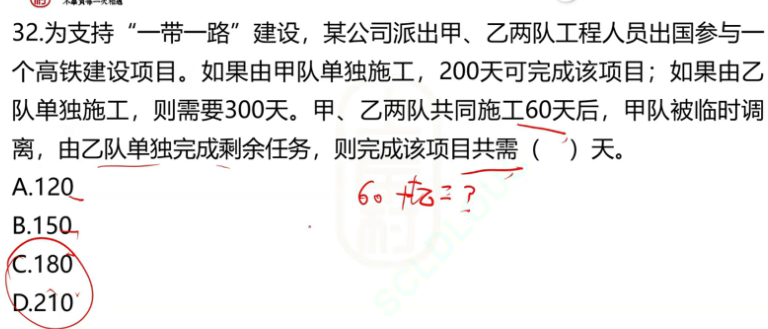 32.为支持“一带一路”建设，某公司派出甲、乙两队工程人员出国参与一
个高铁建设项目。如果由甲队单独施工，200天可完成该项目；如果由乙
队单独施工，则需要300天。甲、乙两队共同施工60天后，甲队被临时调
离，由乙队单独完成剩余任务，则完成该项目共需（ ）天。
A.120
60+t乙=?
B.150
C.180
D.210
SCLOLOU